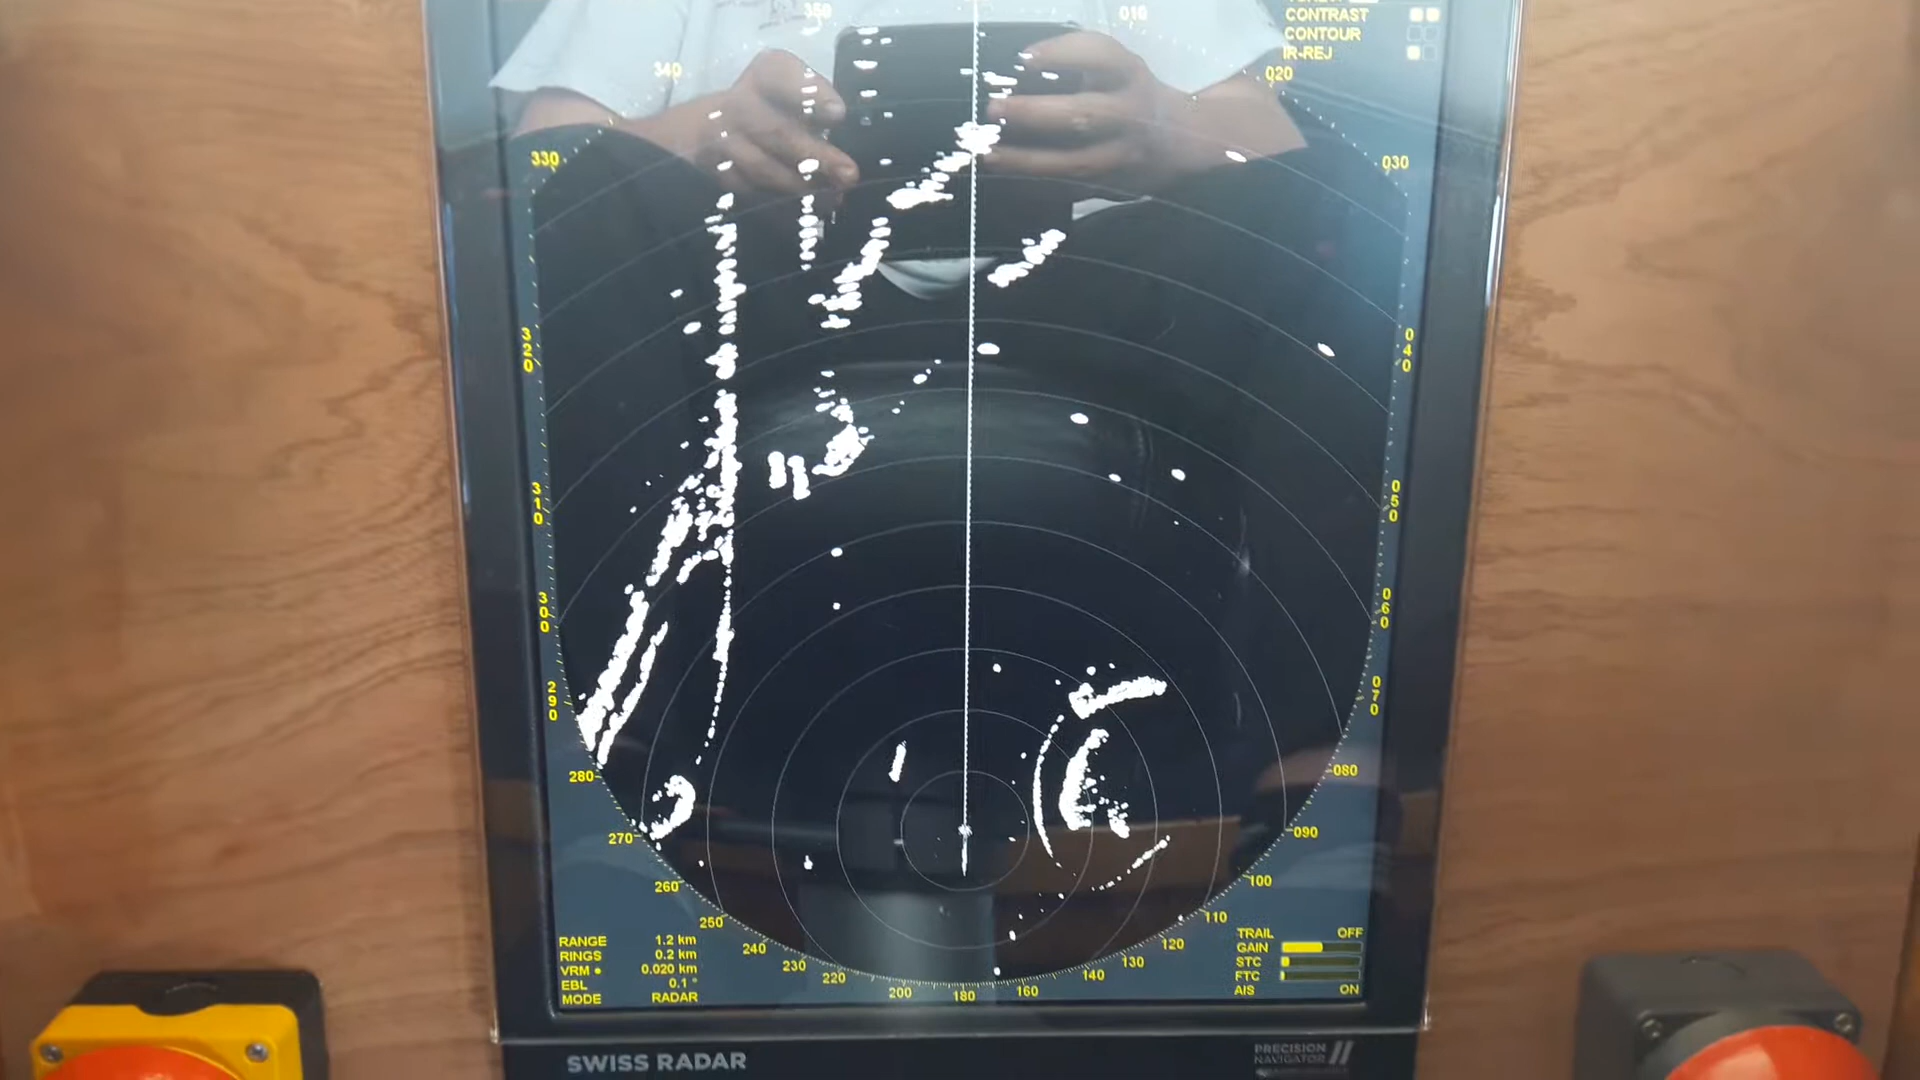 350
010
CONTRAST
CONTOUR
IR-REJ
340
020
330
030
320
040
310
050
300
060
290
070
280
080
270
090
260
100
250
110
240
120
230
130
220
140
200
180
160
RANGE 1.2 km
RINGS 0.2 km
VRM ● 0.020 km
EBL 0.1 °
MODE RADAR
TRAIL OFF
GAIN
STC
FTC
AIS ON
SWISS RADAR
PRECISION
NAVIGATOR II